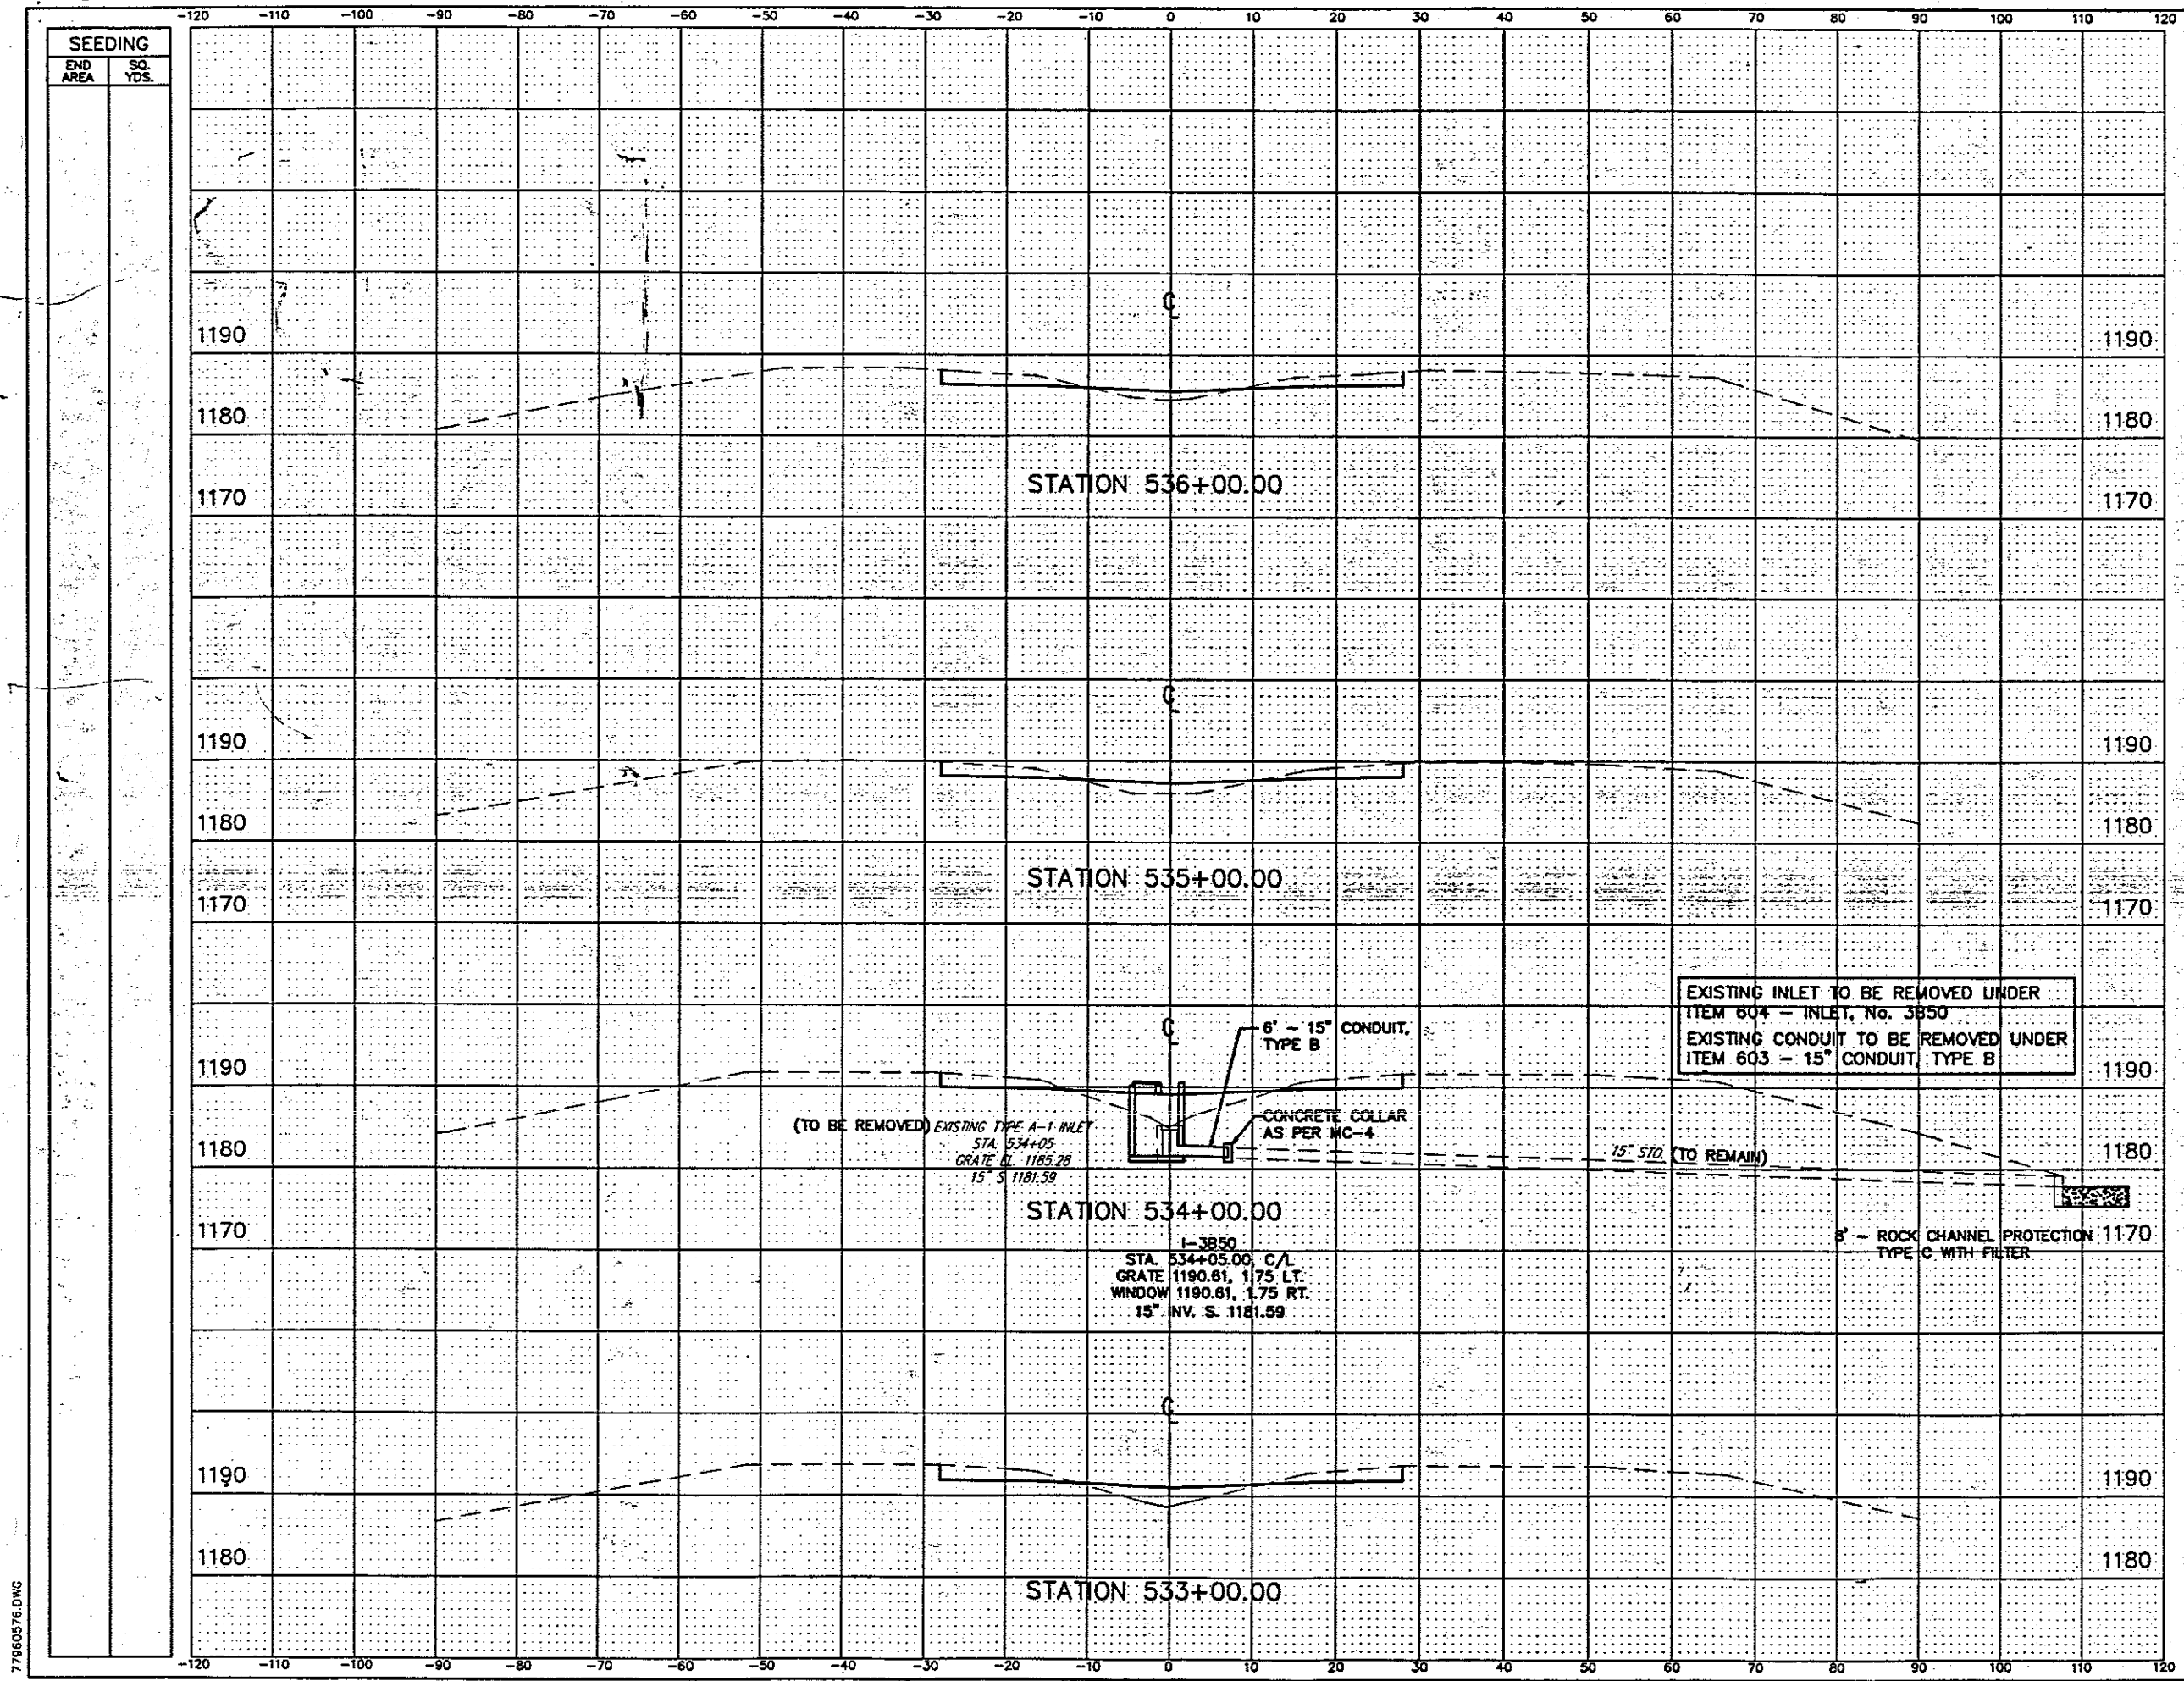 -120 -110 -100 -90 -80 -70 -60 -50 -40 -30 -20 -10 0 10 20 30 40 50 60 70 80 90 100 110 120
SEEDING
END AREA
SQ. YDS.
℄
1190 1190
1180 1180
STATION 536+00.00
1170 1170
℄
1190 1190
1180 1180
STATION 535+00.00
1170 1170
EXISTING INLET TO BE REMOVED UNDER
ITEM 604 - INLET, No. 3B50
EXISTING CONDUIT TO BE REMOVED UNDER
ITEM 603 - 15" CONDUIT, TYPE B
℄
6' - 15" CONDUIT,
TYPE B
1190 1190
CONCRETE COLLAR
AS PER MC-4
(TO BE REMOVED) EXISTING TYPE A-1 INLET
STA. 534+05
GRATE EL. 1185.28
15" S 1181.59
1180 1180
15" STO. (TO REMAIN)
STATION 534+00.00
1170 1170
8' - ROCK CHANNEL PROTECTION
TYPE C WITH FILTER
I-3B50
STA. 534+05.00, C/L
GRATE 1190.61, 1.75 LT.
WINDOW 1190.61, 1.75 RT.
15" INV. S. 1181.59
℄
1190 1190
1180 1180
STATION 533+00.00
77960576.DWG
-120 -110 -100 -90 -80 -70 -60 -50 -40 -30 -20 -10 0 10 20 30 40 50 60 70 80 90 100 110 120